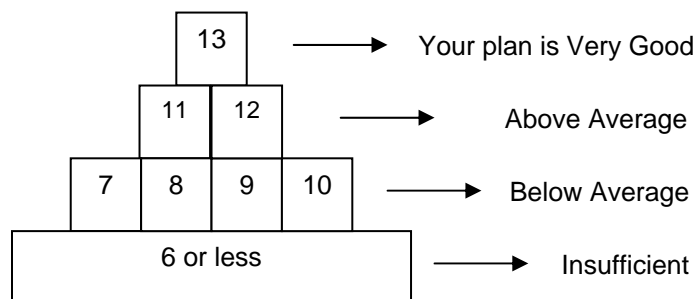 13 Your plan is Very Good
11 12 Above Average
7 8 9 10 Below Average
6 or less Insufficient